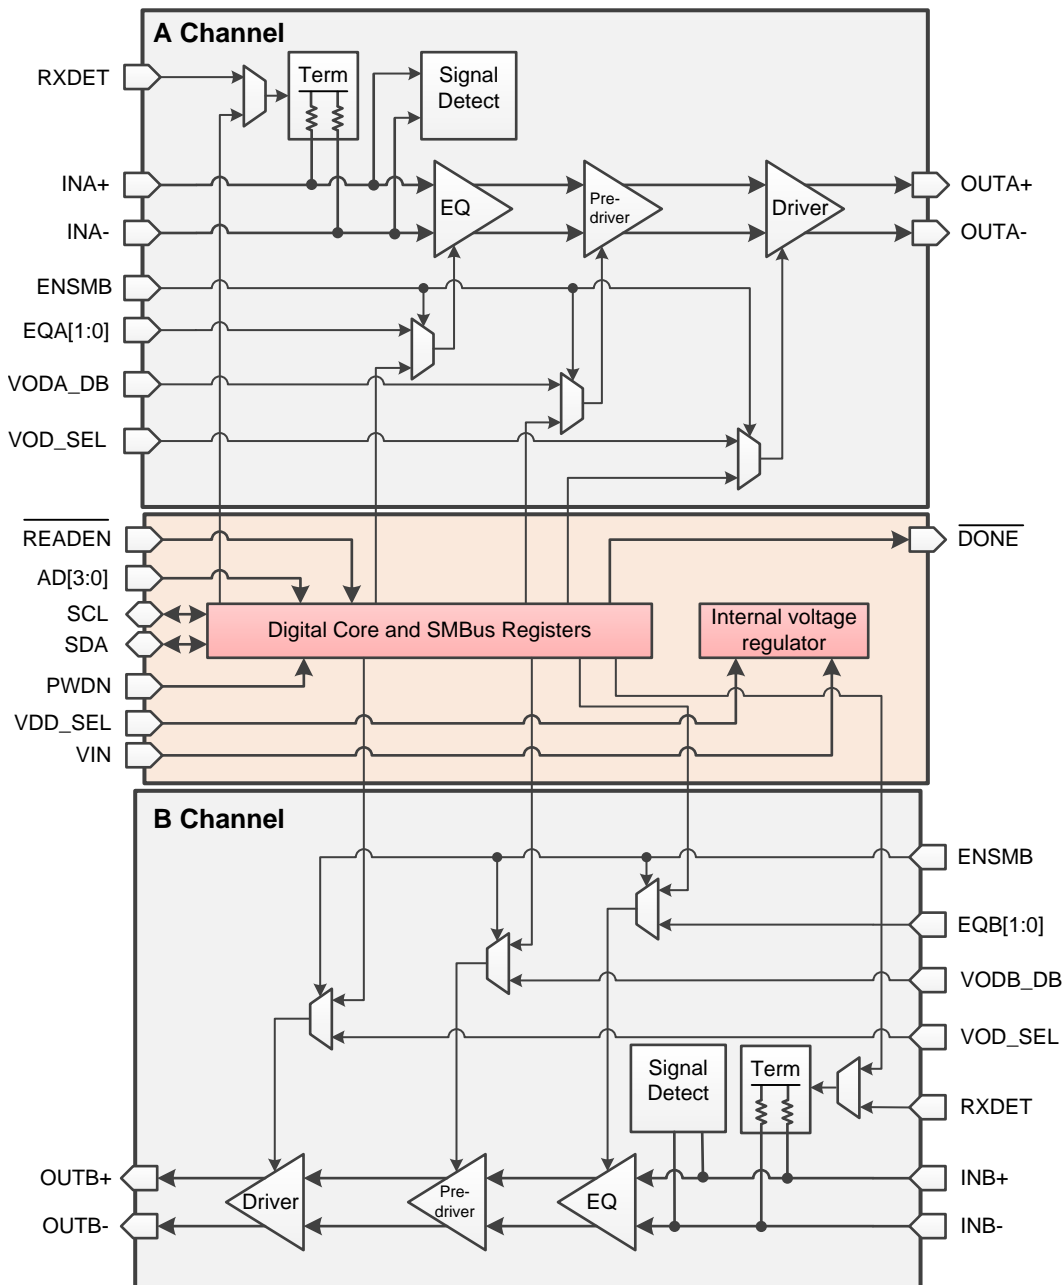 A Channel
RXDET
Term
Signal
Detect
INA+
EQ
Pre-
driver
Driver
OUTA+
INA-
OUTA-
ENSMB
EQA[1:0]
VODA_DB
VOD_SEL
READEN
DONE
AD[3:0]
SCL
Digital Core and SMBus Registers
Internal voltage
regulator
SDA
PWDN
VDD_SEL
VIN
B Channel
ENSMB
EQB[1:0]
VODB_DB
VOD_SEL
Signal
Detect
Term
RXDET
OUTB+
Driver
Pre-
driver
EQ
INB+
OUTB-
INB-